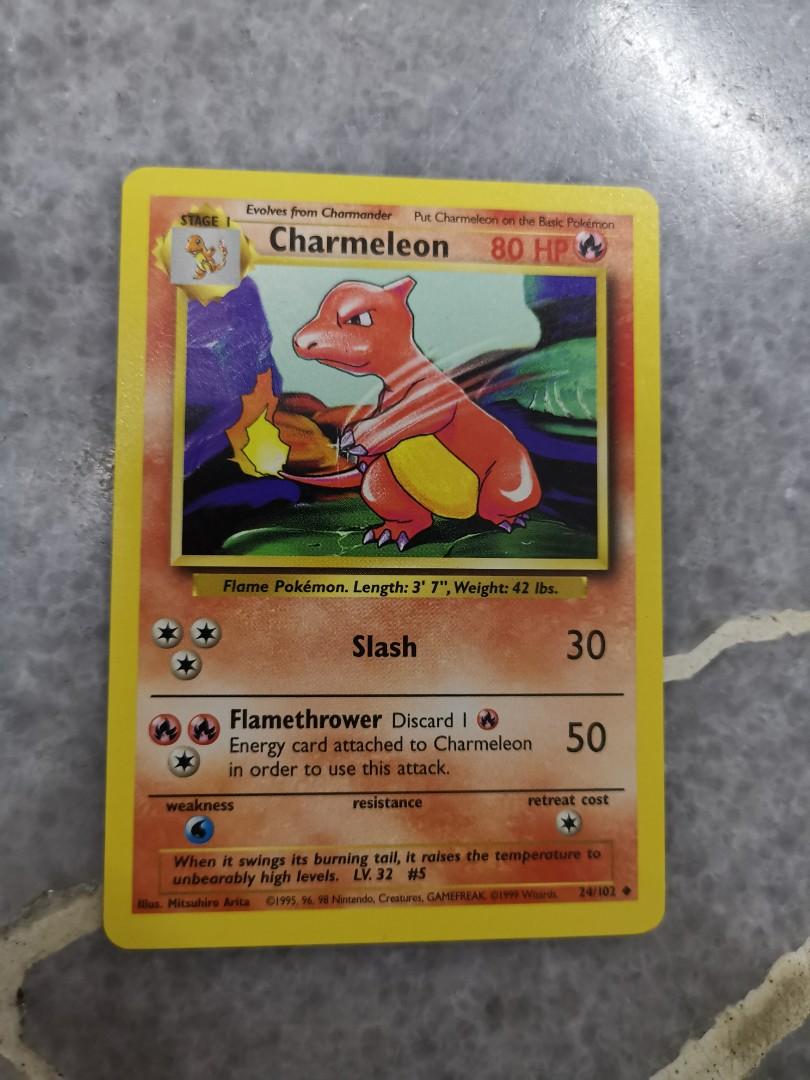 Evolves from Charmander Put Charmeleon on the Basic Pokémon
STAGE 1
Charmeleon 80 HP
Flame Pokémon. Length: 3' 7", Weight: 42 lbs.
Slash 30
Flamethrower Discard 1
Energy card attached to Charmeleon
in order to use this attack.
50
weakness resistance retreat cost
When it swings its burning tail, it raises the temperature to
unbearably high levels. LV. 32 #5
Illus. Mitsuhiro Arita ©1995, 96, 98 Nintendo, Creatures, GAMEFREAK. ©1999 Wizards. 24/102